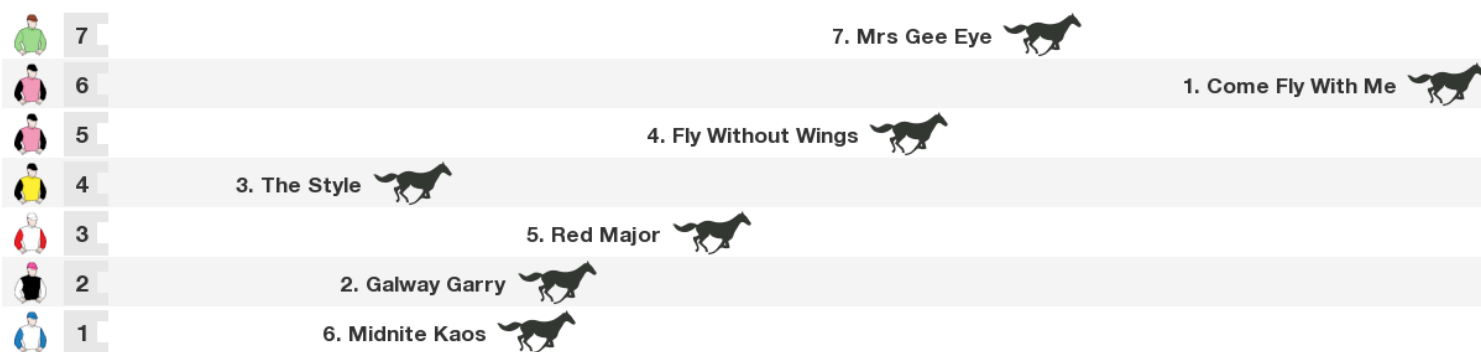 7 7. Mrs Gee Eye
6 1. Come Fly With Me
5 4. Fly Without Wings
4 3. The Style
3 5. Red Major
2 2. Galway Garry
1 6. Midnite Kaos